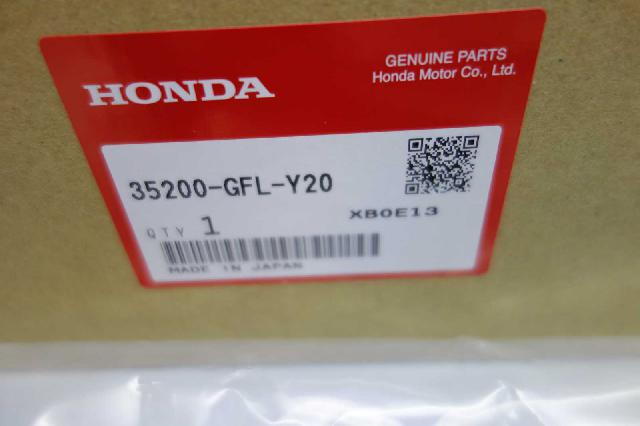 HONDA
GENUINE PARTS
Honda Motor Co., Ltd.
35200-GFL-Y20
XB0E13
QTY 1
MADE IN JAPAN